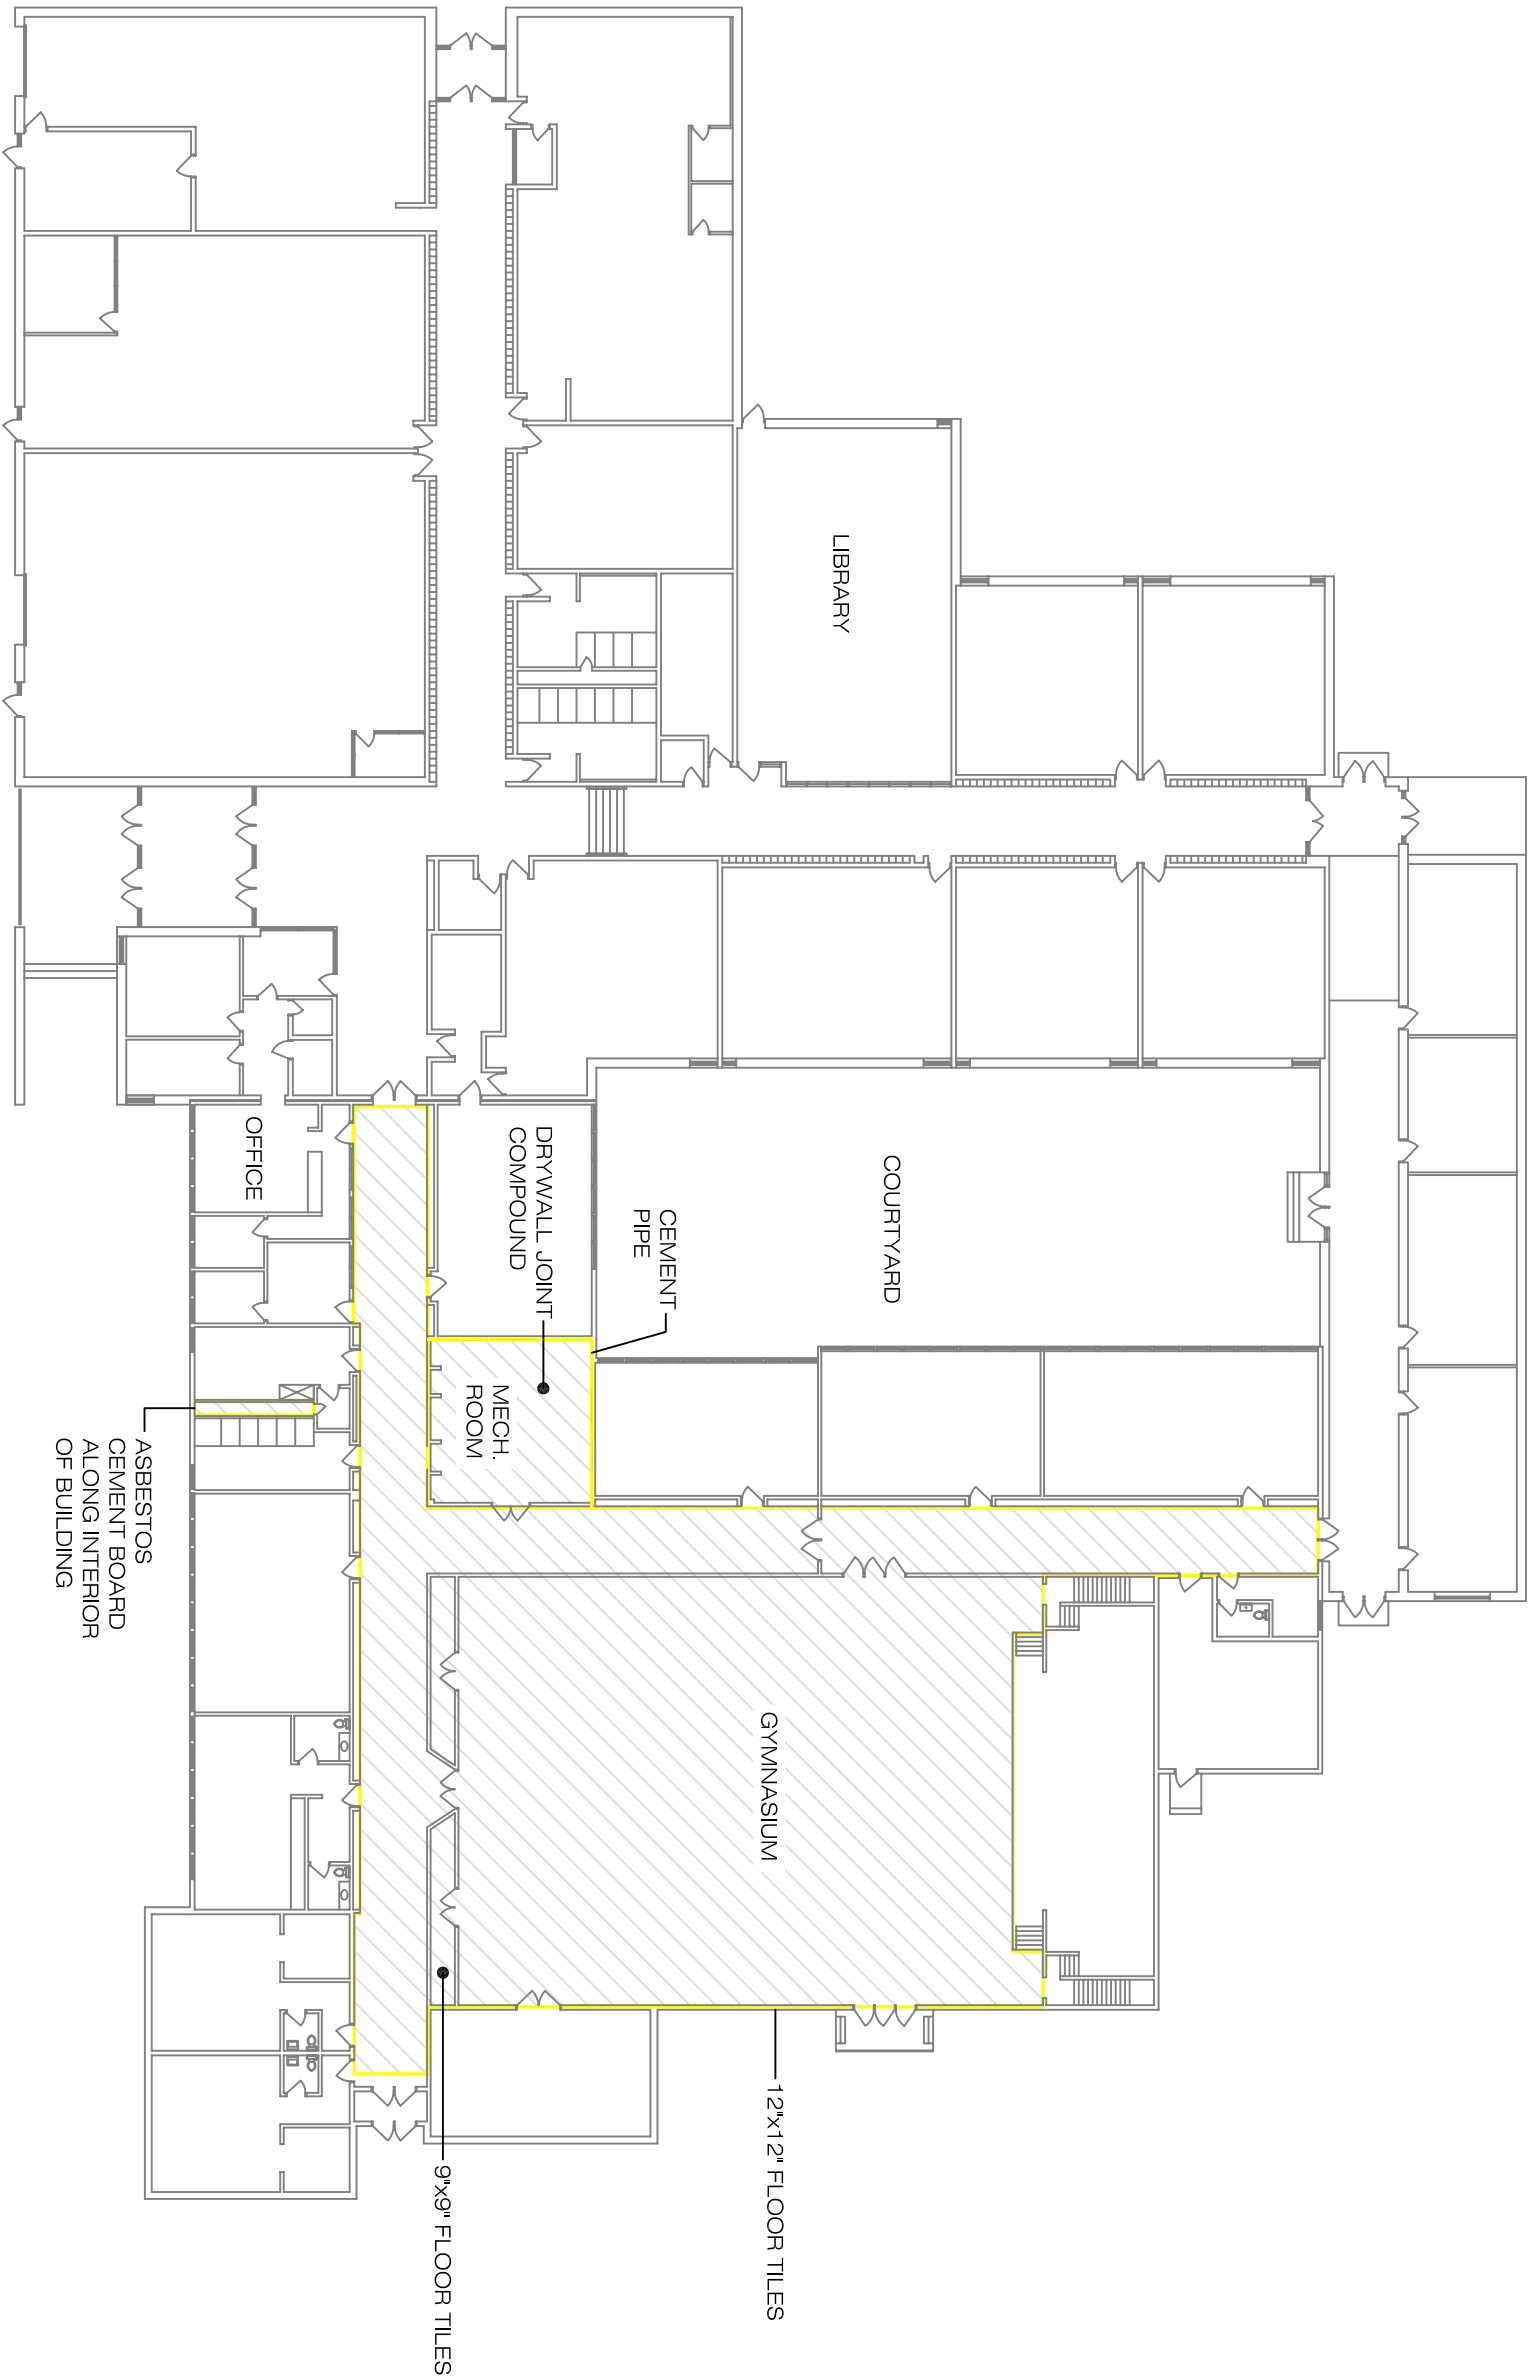 LIBRARY
COURTYARD
OFFICE
DRYWALL JOINT
COMPOUND
CEMENT
PIPE
MECH.
ROOM
ASBESTOS
CEMENT BOARD
ALONG INTERIOR
OF BUILDING
GYMNASIUM
12"x12" FLOOR TILES
9"x9" FLOOR TILES